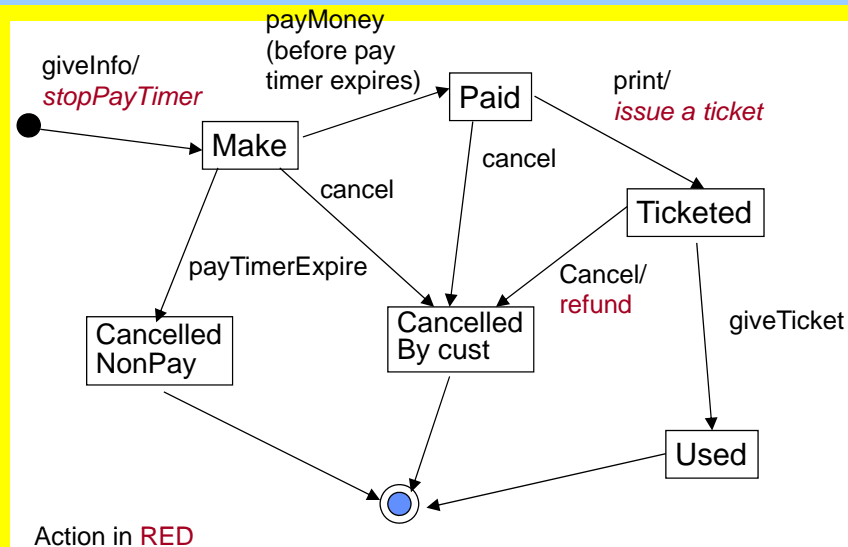 payMoney
(before pay
timer expires)
giveInfo/
stopPayTimer
Paid
print/
issue a ticket
Make
cancel
cancel
Ticketed
payTimerExpire
Cancel/
refund
Cancelled
NonPay
Cancelled
By cust
giveTicket
Used
Action in RED